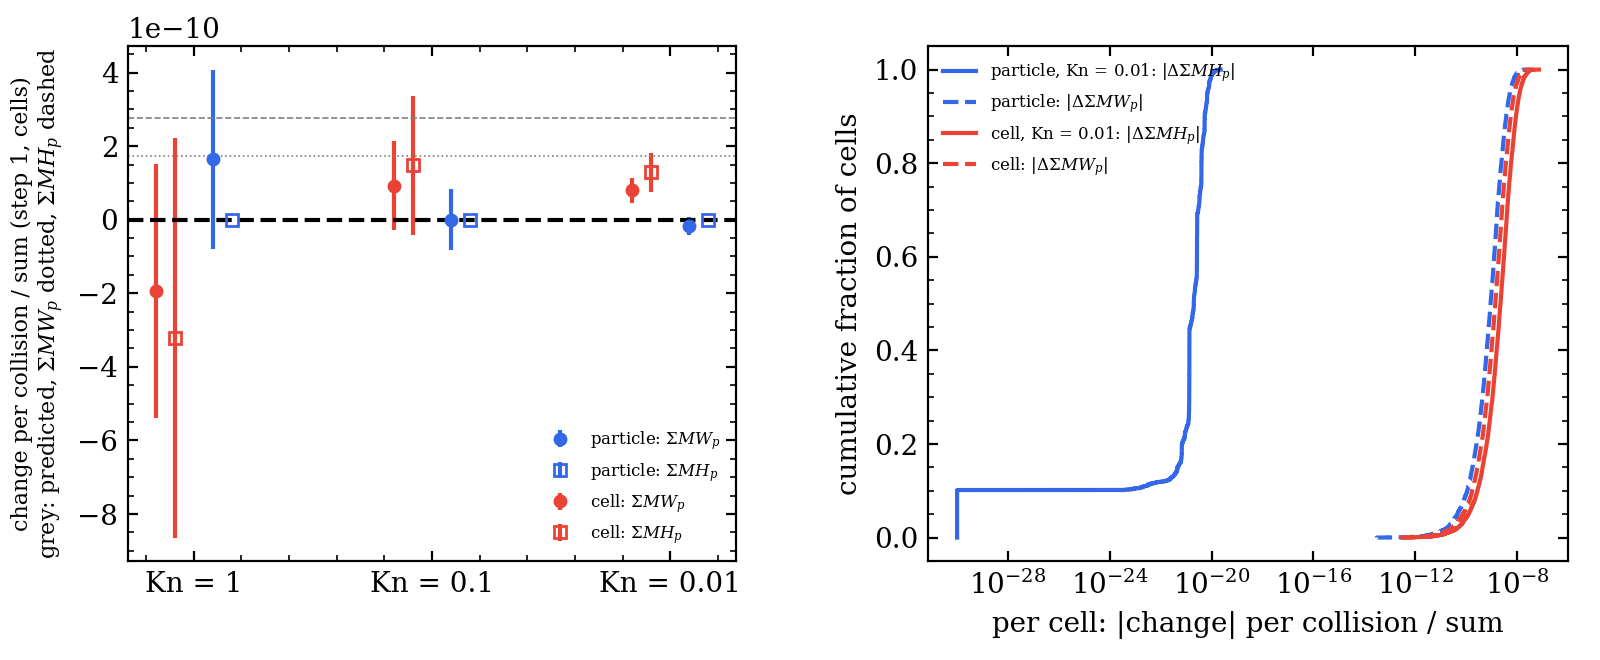 1e−10
change per collision / sum (step 1, cells)
grey: predicted, ΣMW_p dotted, ΣMH_p dashed
4
2
0
−2
−4
−6
−8
particle: ΣMW_p
particle: ΣMH_p
cell: ΣMW_p
cell: ΣMH_p
Kn = 1 Kn = 0.1 Kn = 0.01
cumulative fraction of cells
1.0
0.8
0.6
0.4
0.2
0.0
particle, Kn = 0.01: |ΔΣMH_p|
particle: |ΔΣMW_p|
cell, Kn = 0.01: |ΔΣMH_p|
cell: |ΔΣMW_p|
10^−28 10^−24 10^−20 10^−16 10^−12 10^−8
per cell: |change| per collision / sum